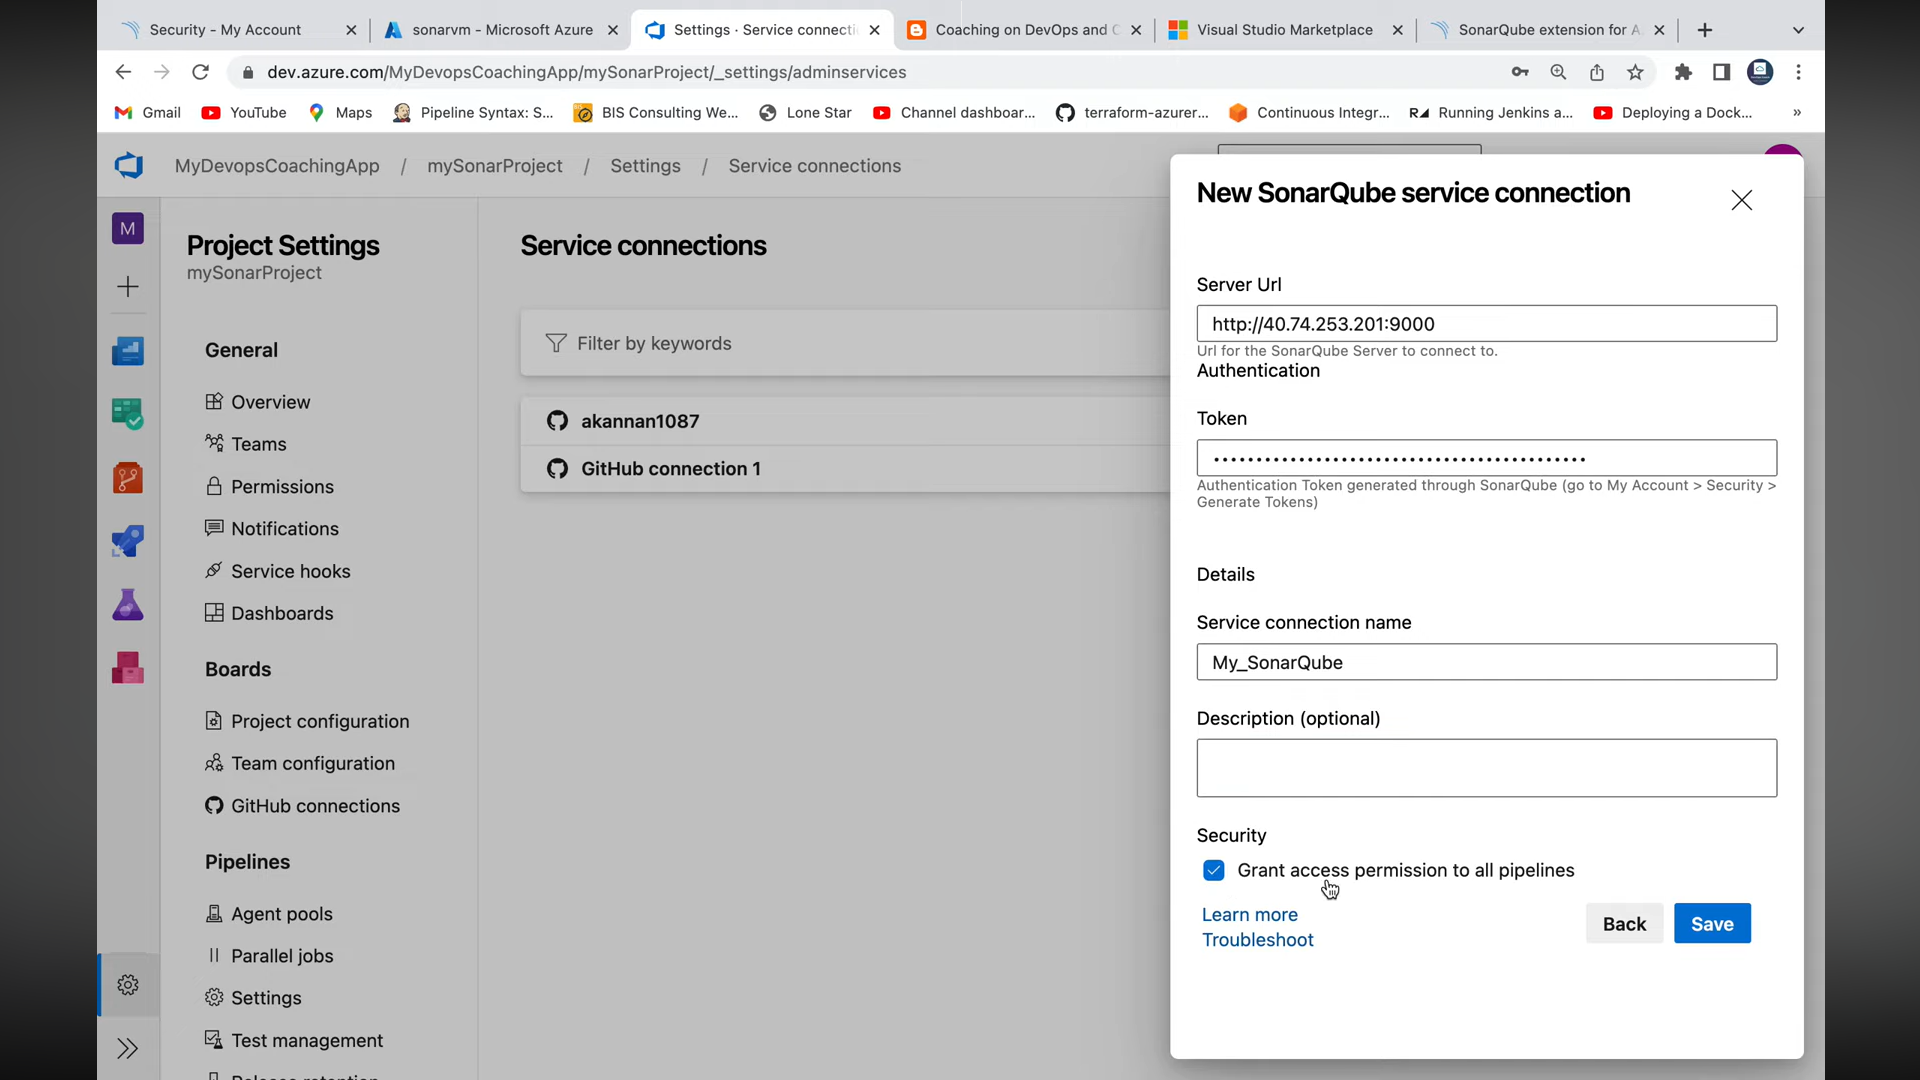 Security - My Account
sonarvm - Microsoft Azure
Settings · Service connecti
Coaching on DevOps and C
Visual Studio Marketplace
SonarQube extension for A
dev.azure.com/MyDevopsCoachingApp/mySonarProject/_settings/adminservices
Gmail
YouTube
Maps
Pipeline Syntax: S...
BIS Consulting We...
Lone Star
Channel dashboar...
terraform-azurer...
Continuous Integr...
Running Jenkins a...
Deploying a Dock...
»
MyDevopsCoachingApp / mySonarProject / Settings / Service connections
M
Project Settings
mySonarProject
General
Overview
Teams
Permissions
Notifications
Service hooks
Dashboards
Boards
Project configuration
Team configuration
GitHub connections
Pipelines
Agent pools
Parallel jobs
Settings
Test management
Service connections
Filter by keywords
akannan1087
GitHub connection 1
New SonarQube service connection
Server Url
http://40.74.253.201:9000
Url for the SonarQube Server to connect to.
Authentication
Token
Authentication Token generated through SonarQube (go to My Account > Security >
Generate Tokens)
Details
Service connection name
My_SonarQube
Description (optional)
Security
Grant access permission to all pipelines
Learn more
Troubleshoot
Back
Save